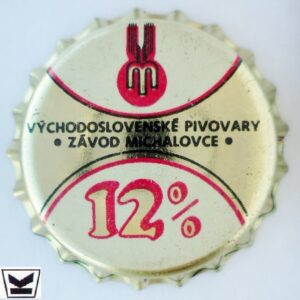 VÝCHODOSLOVENSKÉ PIVOVARY
• ZÁVOD MICHALOVCE •
12%